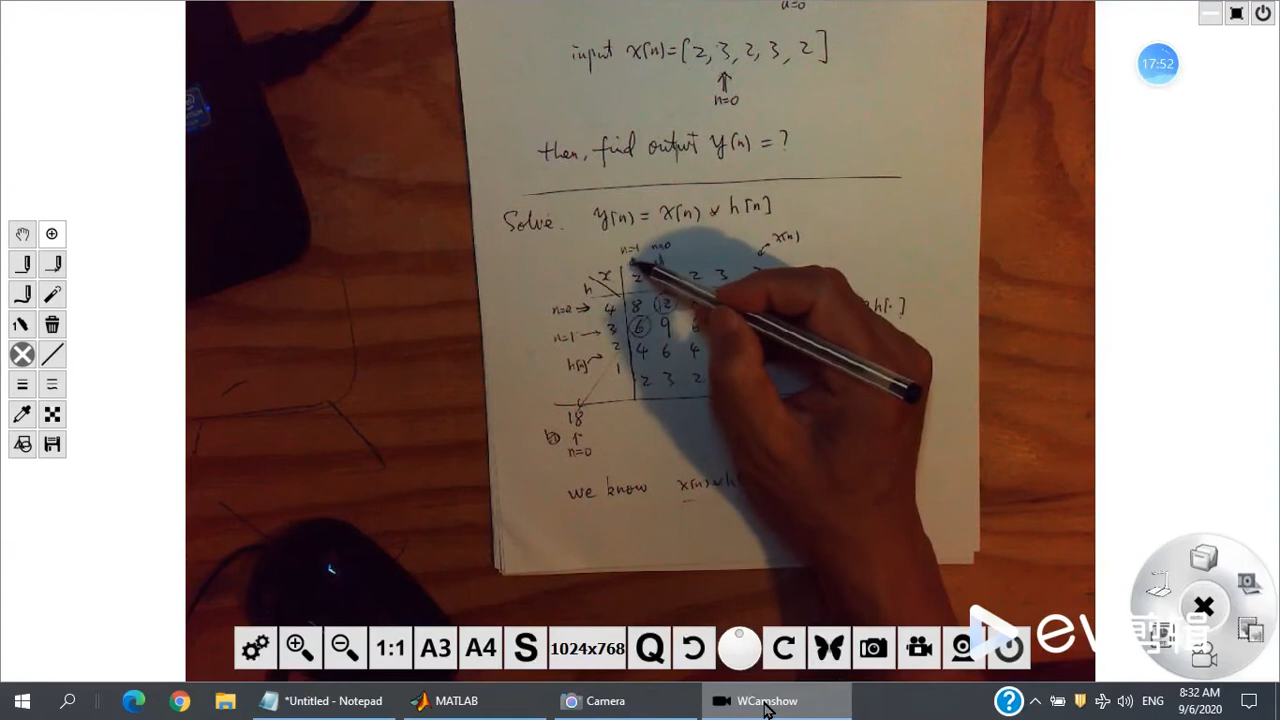 17:52
input x[n]=[2, 3, 2, 3, 2]
n=0
then, find output y[n] = ?
Solve. y[n] = x[n] * h[n]
n=-1 n=0
x[n]
x 2 2 3
h
n=-2 → 4 8 12
n=-1 → 3 6 9 6
h[n] → 2 4 6 4
1 2 3 2
18
n=0
we know x[n]
1:1 A3 A4 S 1024x768 Q
*Untitled - Notepad
MATLAB
Camera
WCamshow
ENG
8:32 AM
9/6/2020